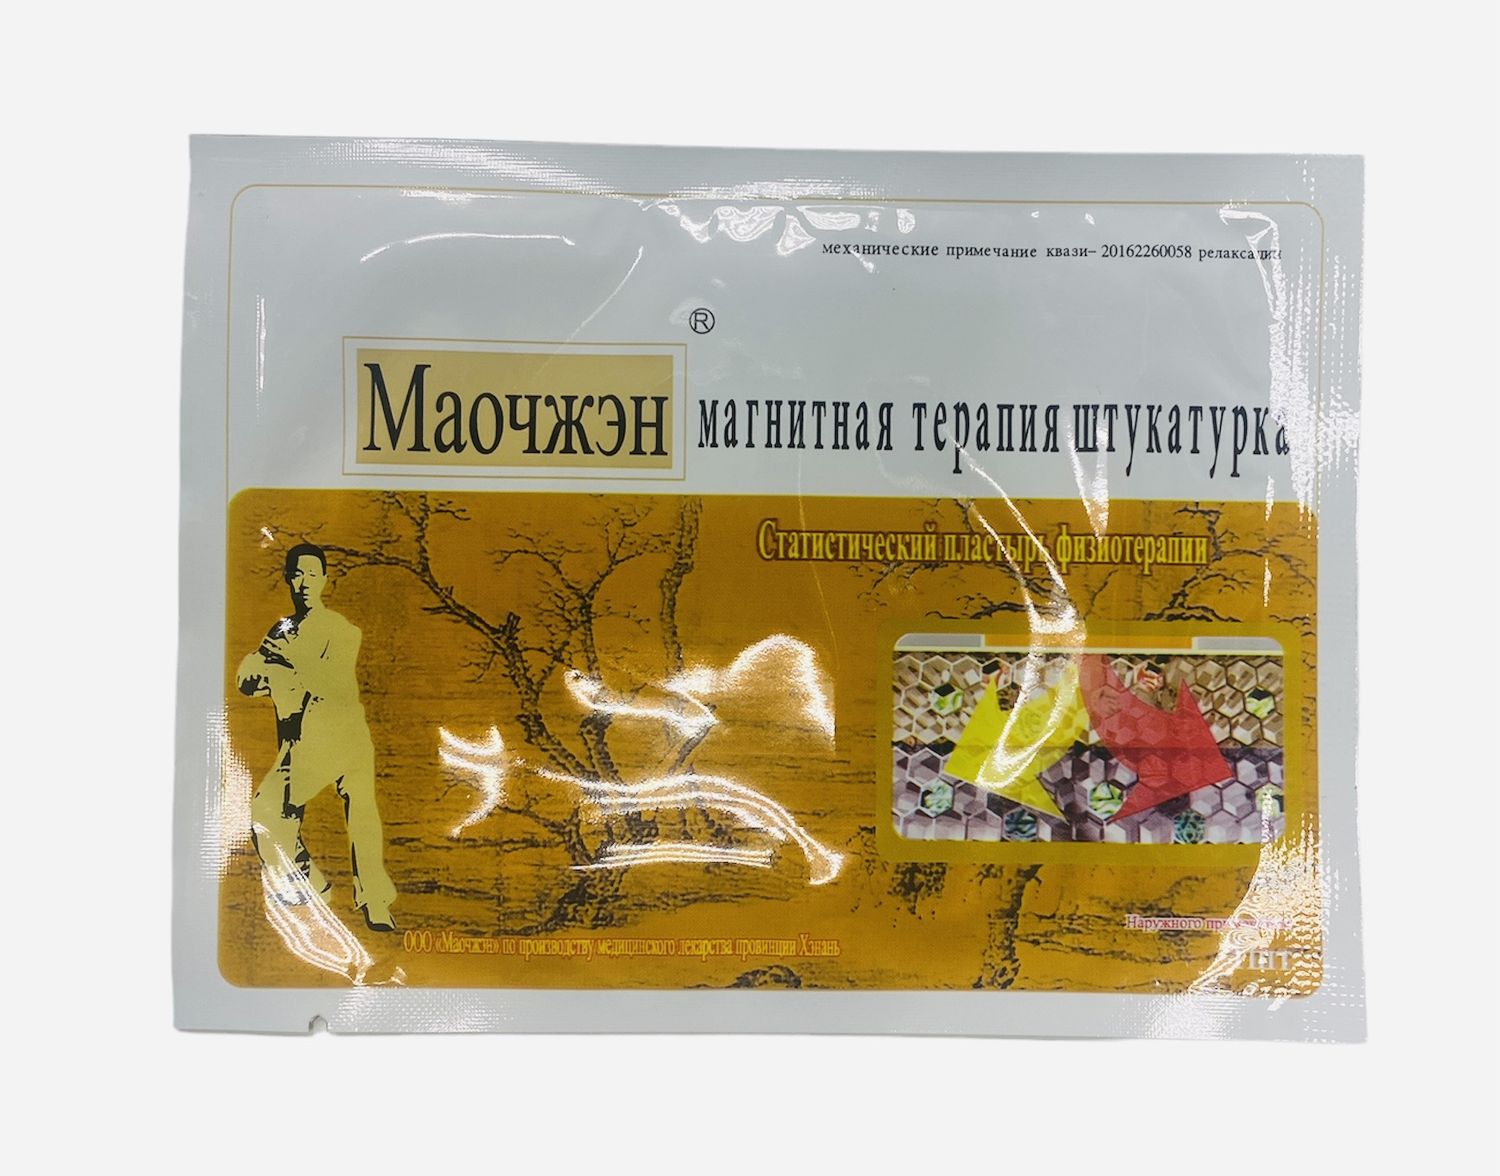 механические примечание квази– 20162260058 релаксации
®
Маочжэн магнитная терапия штукатурка
Статистический пластырь физиотерапии
Наружного
ООО «Маочжэн» по производству медицинского лекарства провинции Хэнань